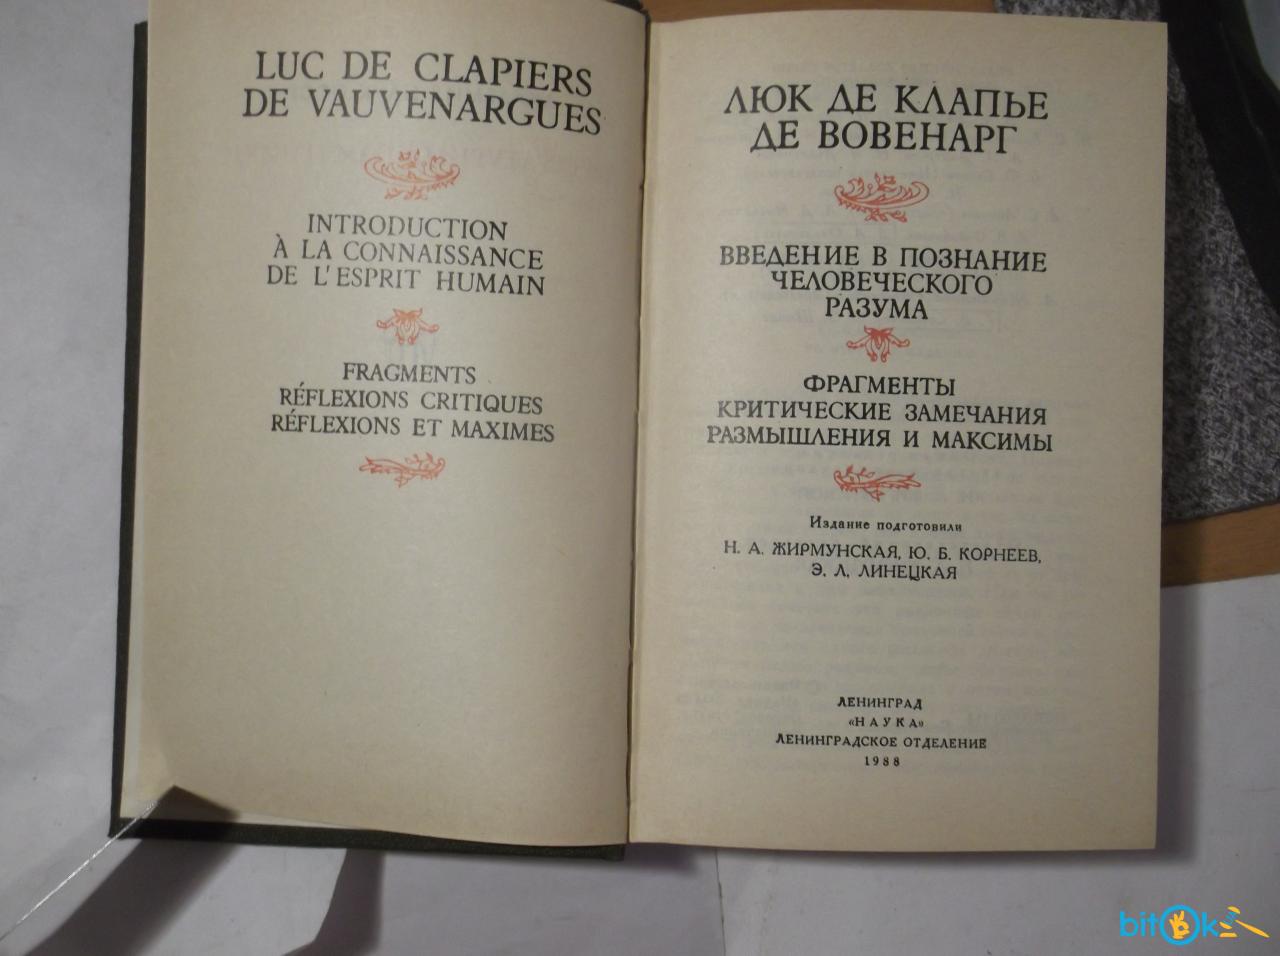 LUC DE CLAPIERS
DE VAUVENARGUES
INTRODUCTION
À LA CONNAISSANCE
DE L'ESPRIT HUMAIN
FRAGMENTS
RÉFLEXIONS CRITIQUES
RÉFLEXIONS ET MAXIMES
ЛЮК ДЕ КЛАПЬЕ
ДЕ ВОВЕНАРГ
ВВЕДЕНИЕ В ПОЗНАНИЕ
ЧЕЛОВЕЧЕСКОГО
РАЗУМА
ФРАГМЕНТЫ
КРИТИЧЕСКИЕ ЗАМЕЧАНИЯ
РАЗМЫШЛЕНИЯ И МАКСИМЫ
Издание подготовили
Н. А. ЖИРМУНСКАЯ, Ю. Б. КОРНЕЕВ,
Э. Л. ЛИНЕЦКАЯ
ЛЕНИНГРАД
«НАУКА»
ЛЕНИНГРАДСКОЕ ОТДЕЛЕНИЕ
1988
bitOk